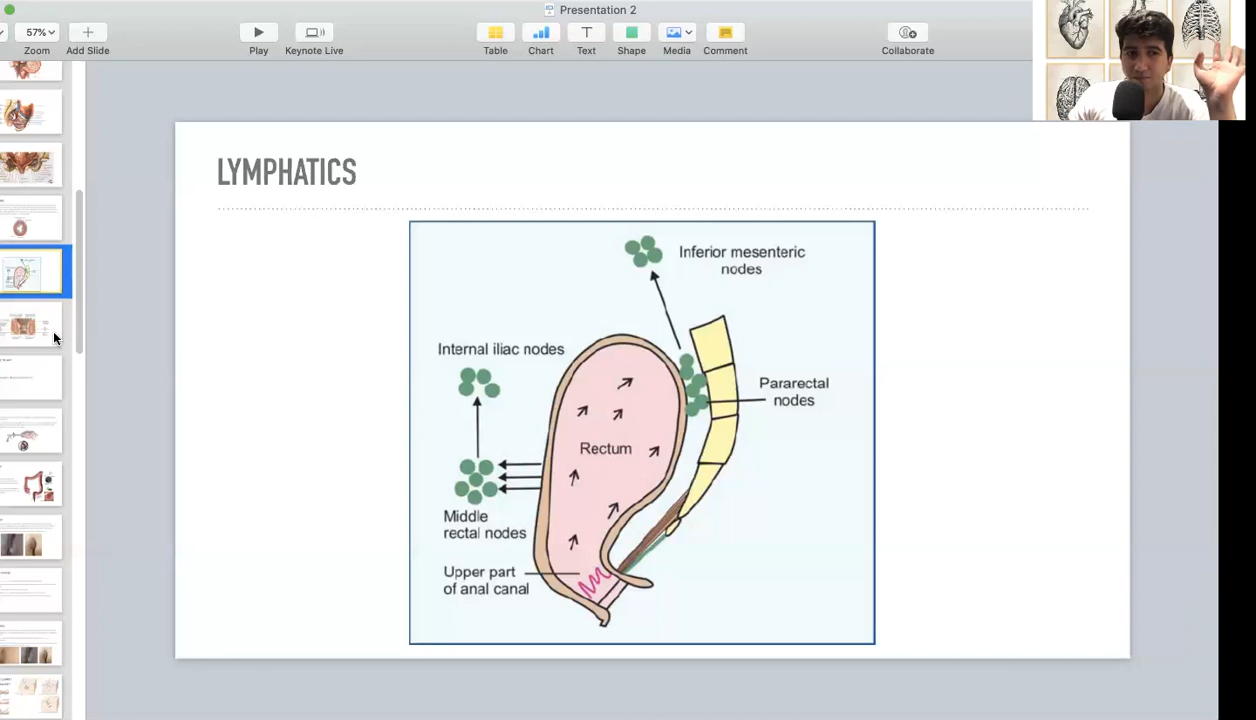 Presentation 2
57%
Zoom
Add Slide
Play
Keynote Live
Table
Chart
Text
Shape
Media
Comment
Collaborate
LYMPHATICS
Inferior mesenteric
nodes
Internal iliac nodes
Pararectal
nodes
Rectum
Middle
rectal nodes
Upper part
of anal canal